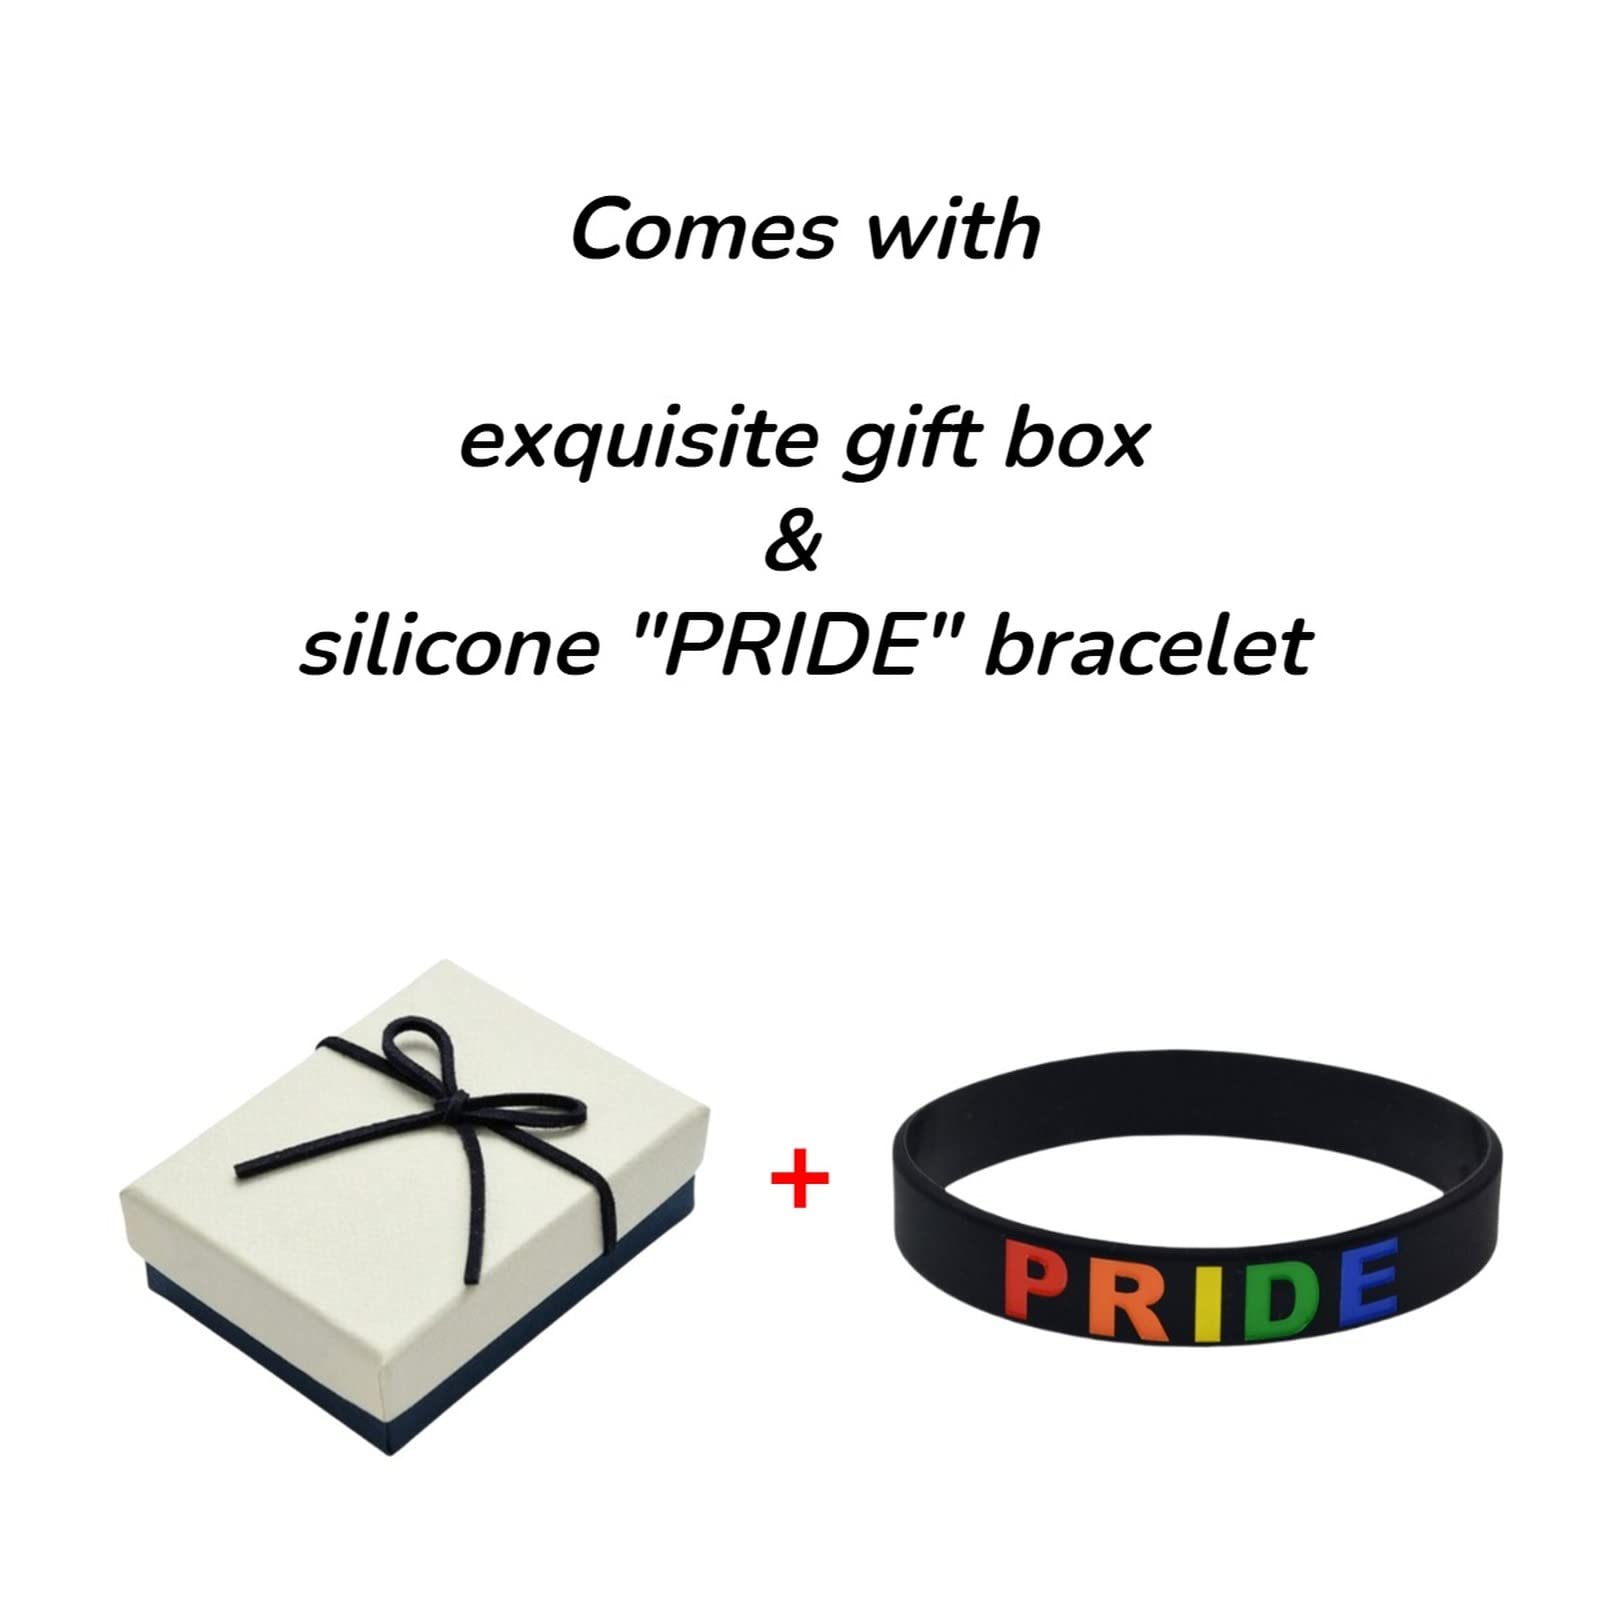 Comes with
exquisite gift box
&
silicone "PRIDE" bracelet
+
PRIDE